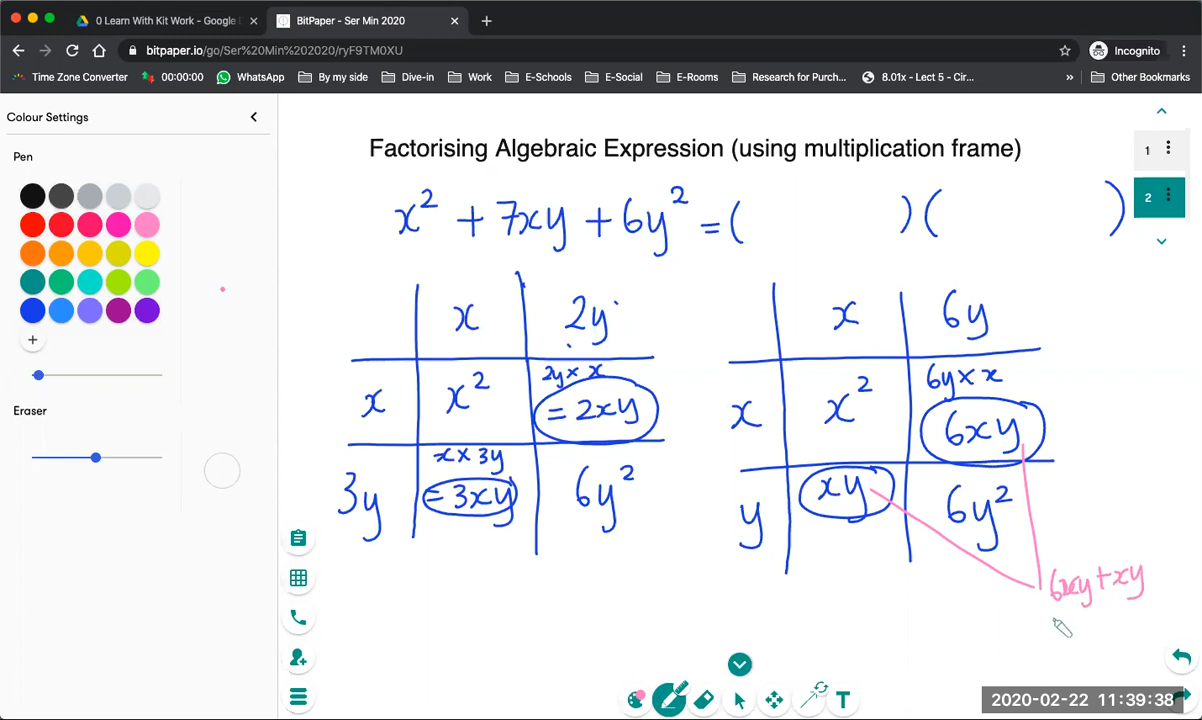 0 Learn With Kit Work - Google
BitPaper - Ser Min 2020
bitpaper.io/go/Ser%20Min%202020/ryF9TM0XU
Incognito
Time Zone Converter 00:00:00 WhatsApp By my side Dive-in Work E-Schools E-Social E-Rooms Research for Purch... 8.01x - Lect 5 - Cir... » Other Bookmarks
Colour Settings
Pen
Eraser
Factorising Algebraic Expression (using multiplication frame)
x² + 7xy + 6y² = ( ) ( )
x 2y
x x² 2y × x
= 2xy
3y x × 3y 6y²
= 3xy
x 6y
x x² 6y × x
6xy
y xy 6y²
6xy + xy
1
2
T
2020-02-22 11:39:38